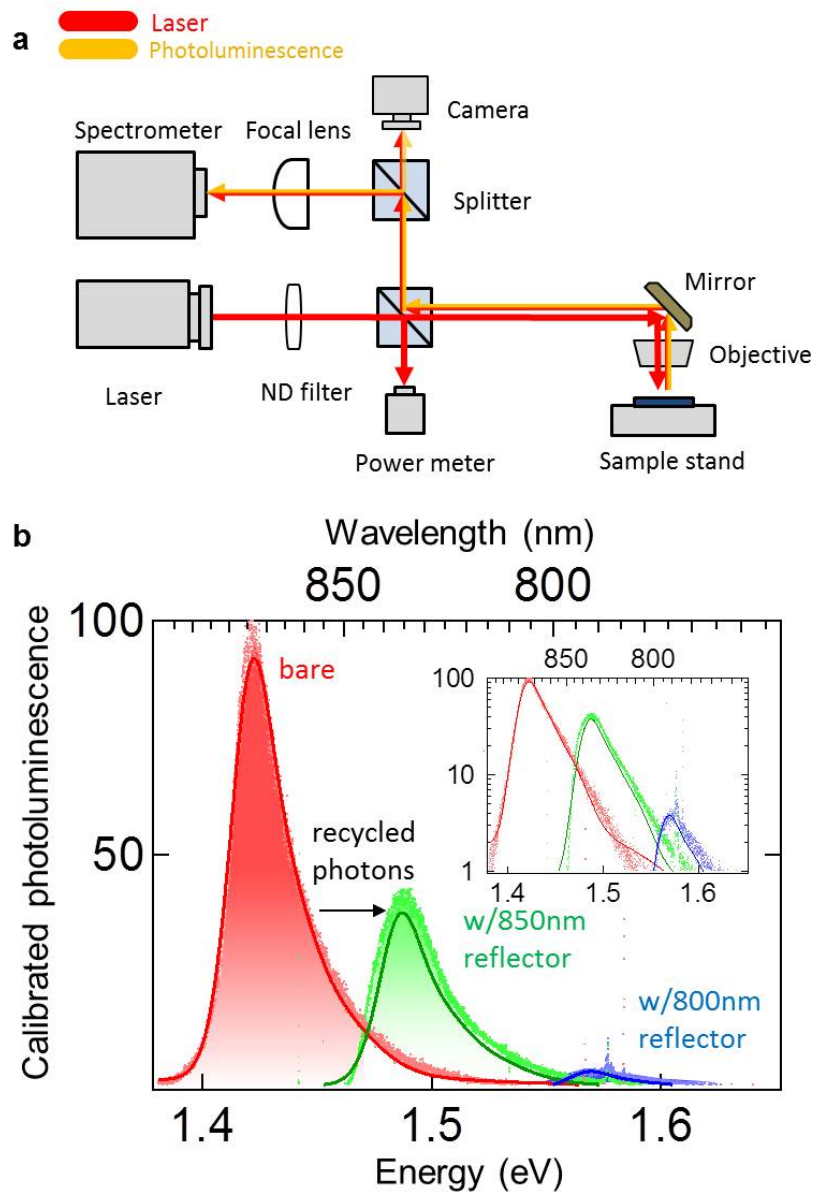 a
Laser
Photoluminescence
Camera
Spectrometer
Focal lens
Splitter
Mirror
Objective
Laser
ND filter
Power meter
Sample stand
b
Wavelength (nm)
850
800
100
50
Calibrated photoluminescence
bare
recycled
photons
w/850nm
reflector
w/800nm
reflector
850
800
100
10
1
1.4
1.5
1.6
1.4
1.5
1.6
Energy (eV)